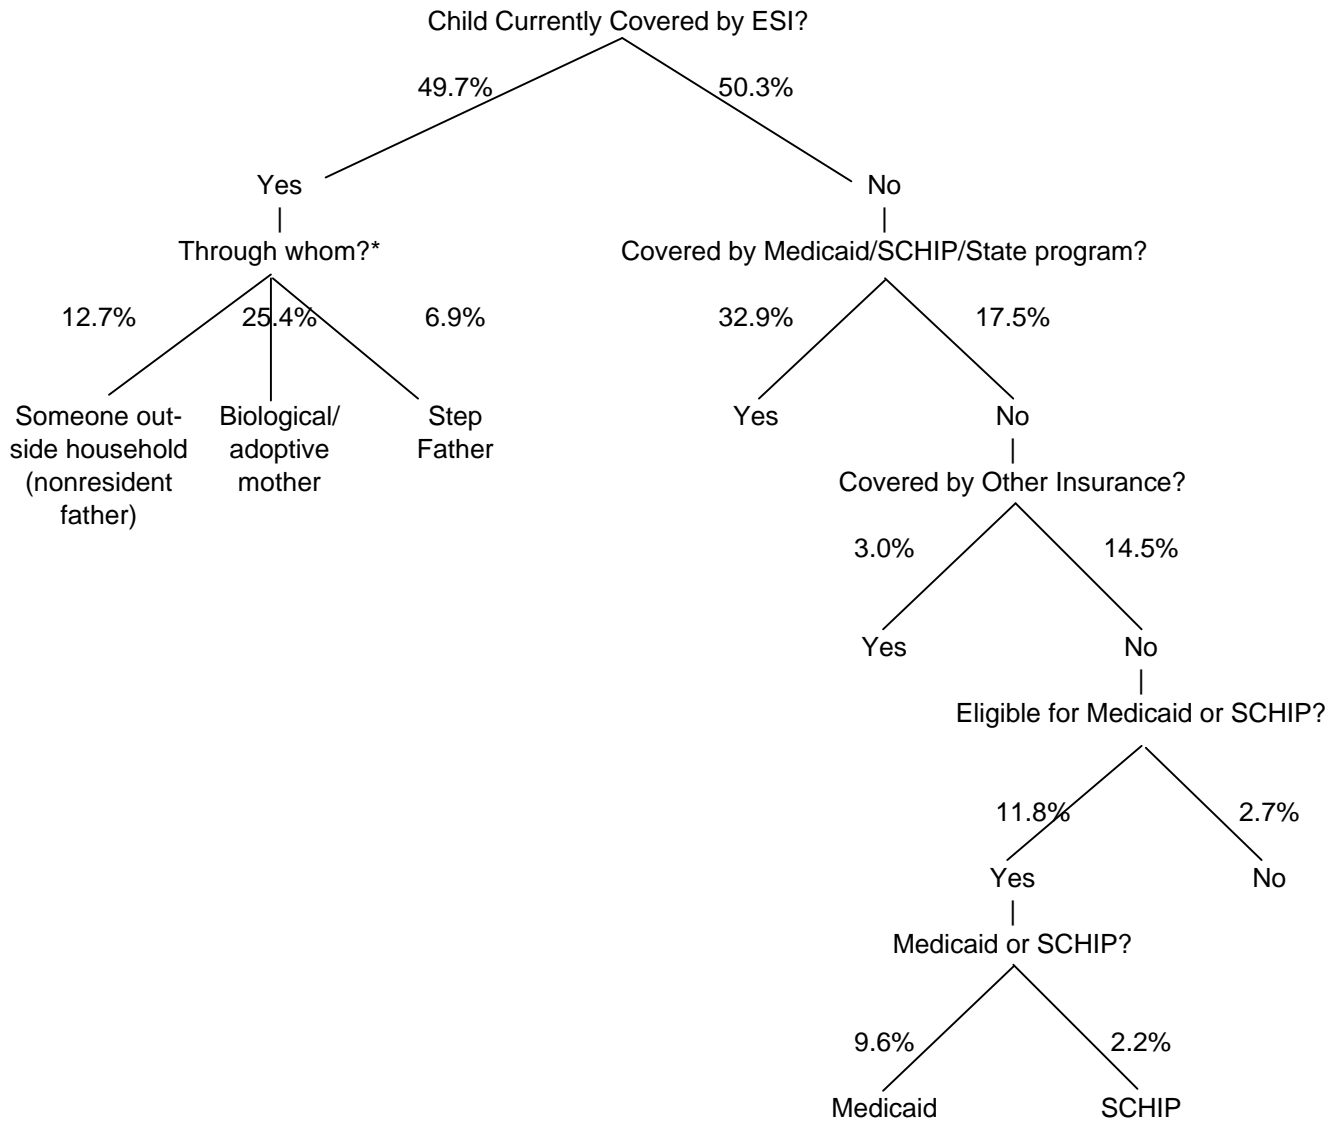 Child Currently Covered by ESI?
49.7%
50.3%
Yes
No
Through whom?*
Covered by Medicaid/SCHIP/State program?
12.7%
25.4%
6.9%
32.9%
17.5%
Someone out-
side household
(nonresident
father)
Biological/
adoptive
mother
Step
Father
Yes
No
Covered by Other Insurance?
3.0%
14.5%
Yes
No
Eligible for Medicaid or SCHIP?
11.8%
2.7%
Yes
No
Medicaid or SCHIP?
9.6%
2.2%
Medicaid
SCHIP